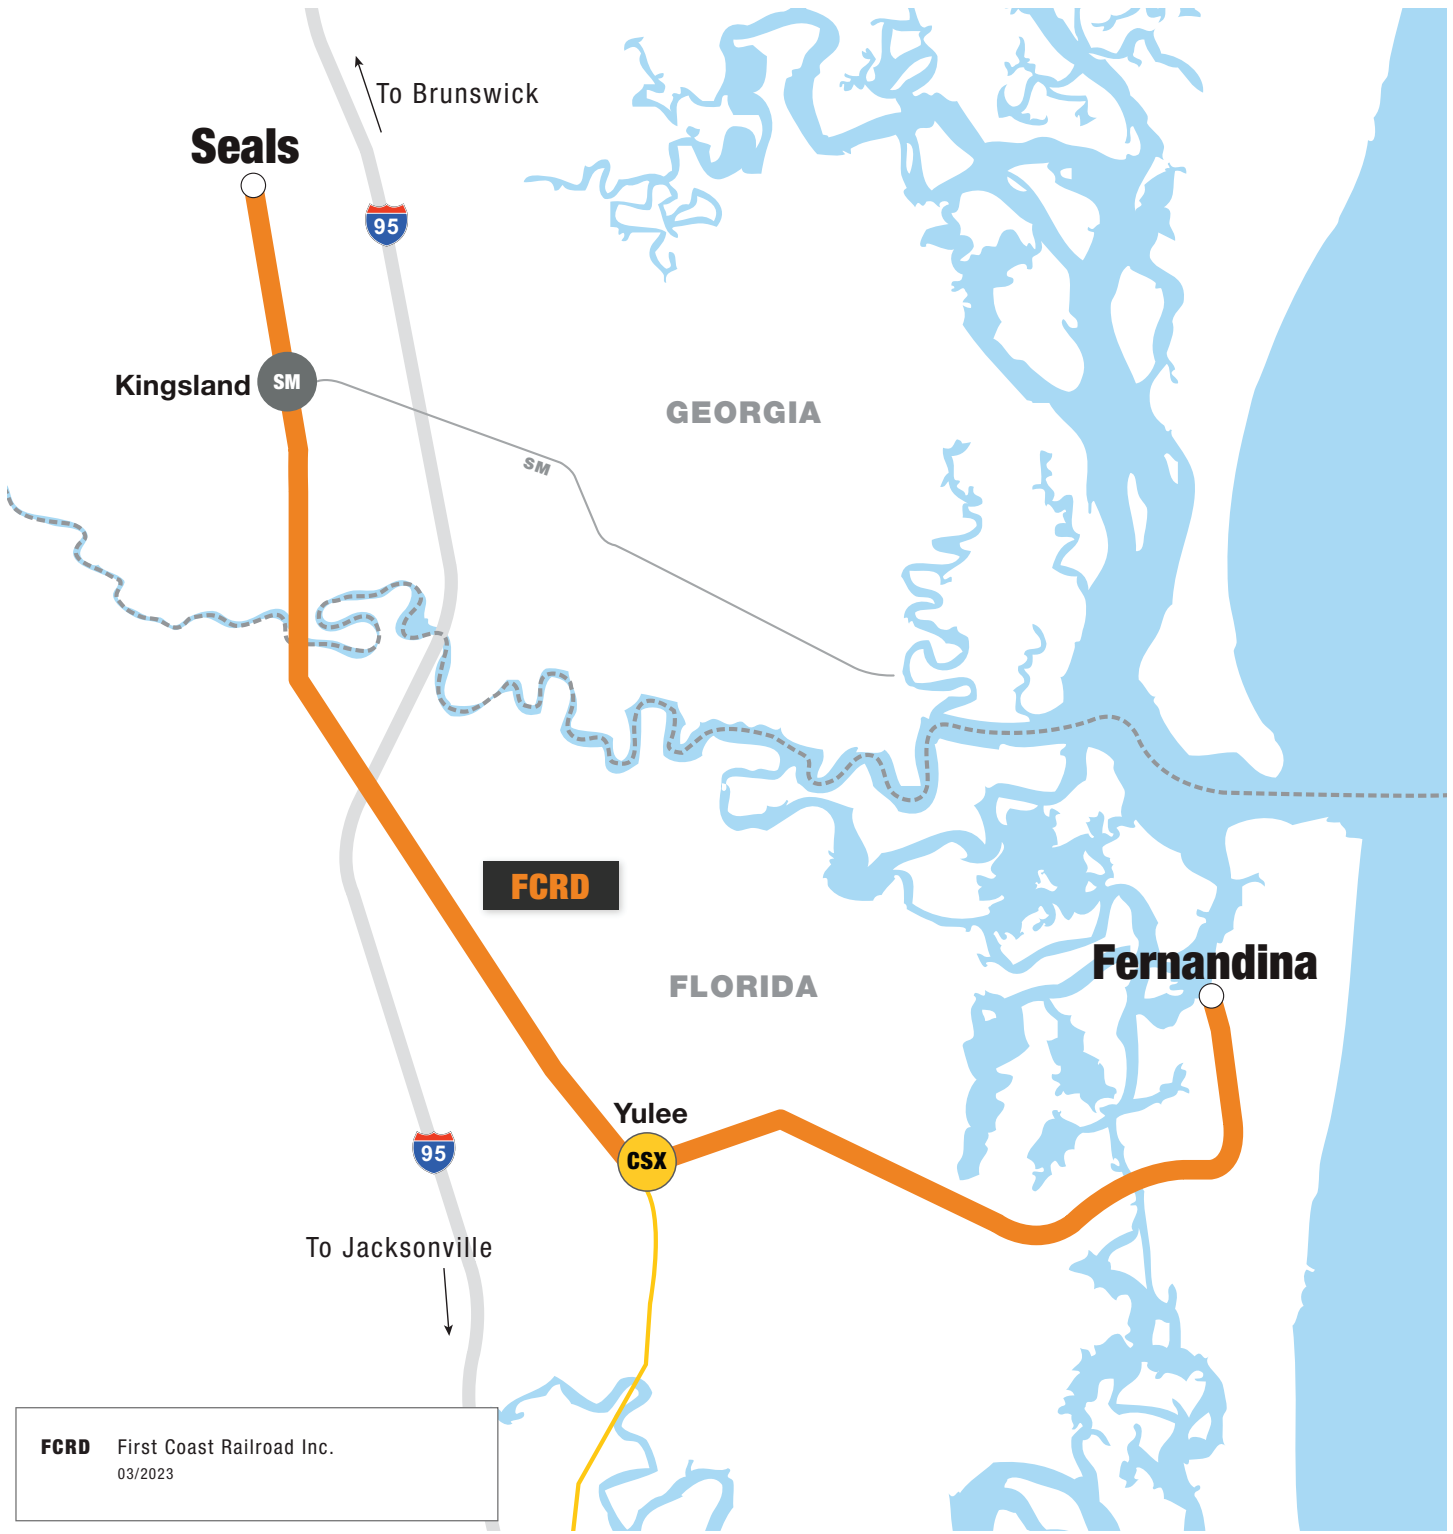 To Brunswick
Seals
95
Kingsland
SM
GEORGIA
SM
FCRD
Fernandina
FLORIDA
Yulee
CSX
95
To Jacksonville
FCRD First Coast Railroad Inc.
03/2023